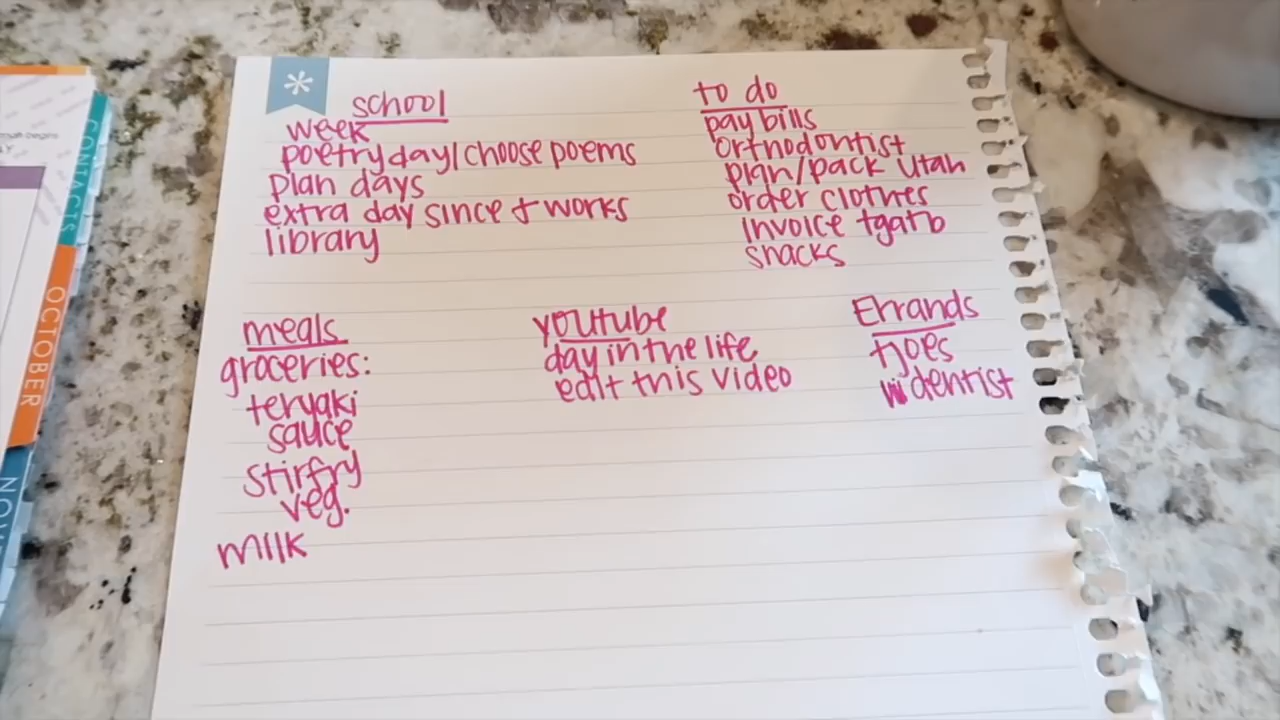 *
school
week
poetry day/choose poems
plan days
extra day since t works
library
to do
pay bills
orthodontist
plan/pack Utah
order clothes
invoice tgatb
snacks
meals
groceries:
teryaki
sauce
stirfry
veg.
milk
youtube
day in the life
edit this video
Errands
tjoes
dentist
CONTACTS
OCTOBER
NOV